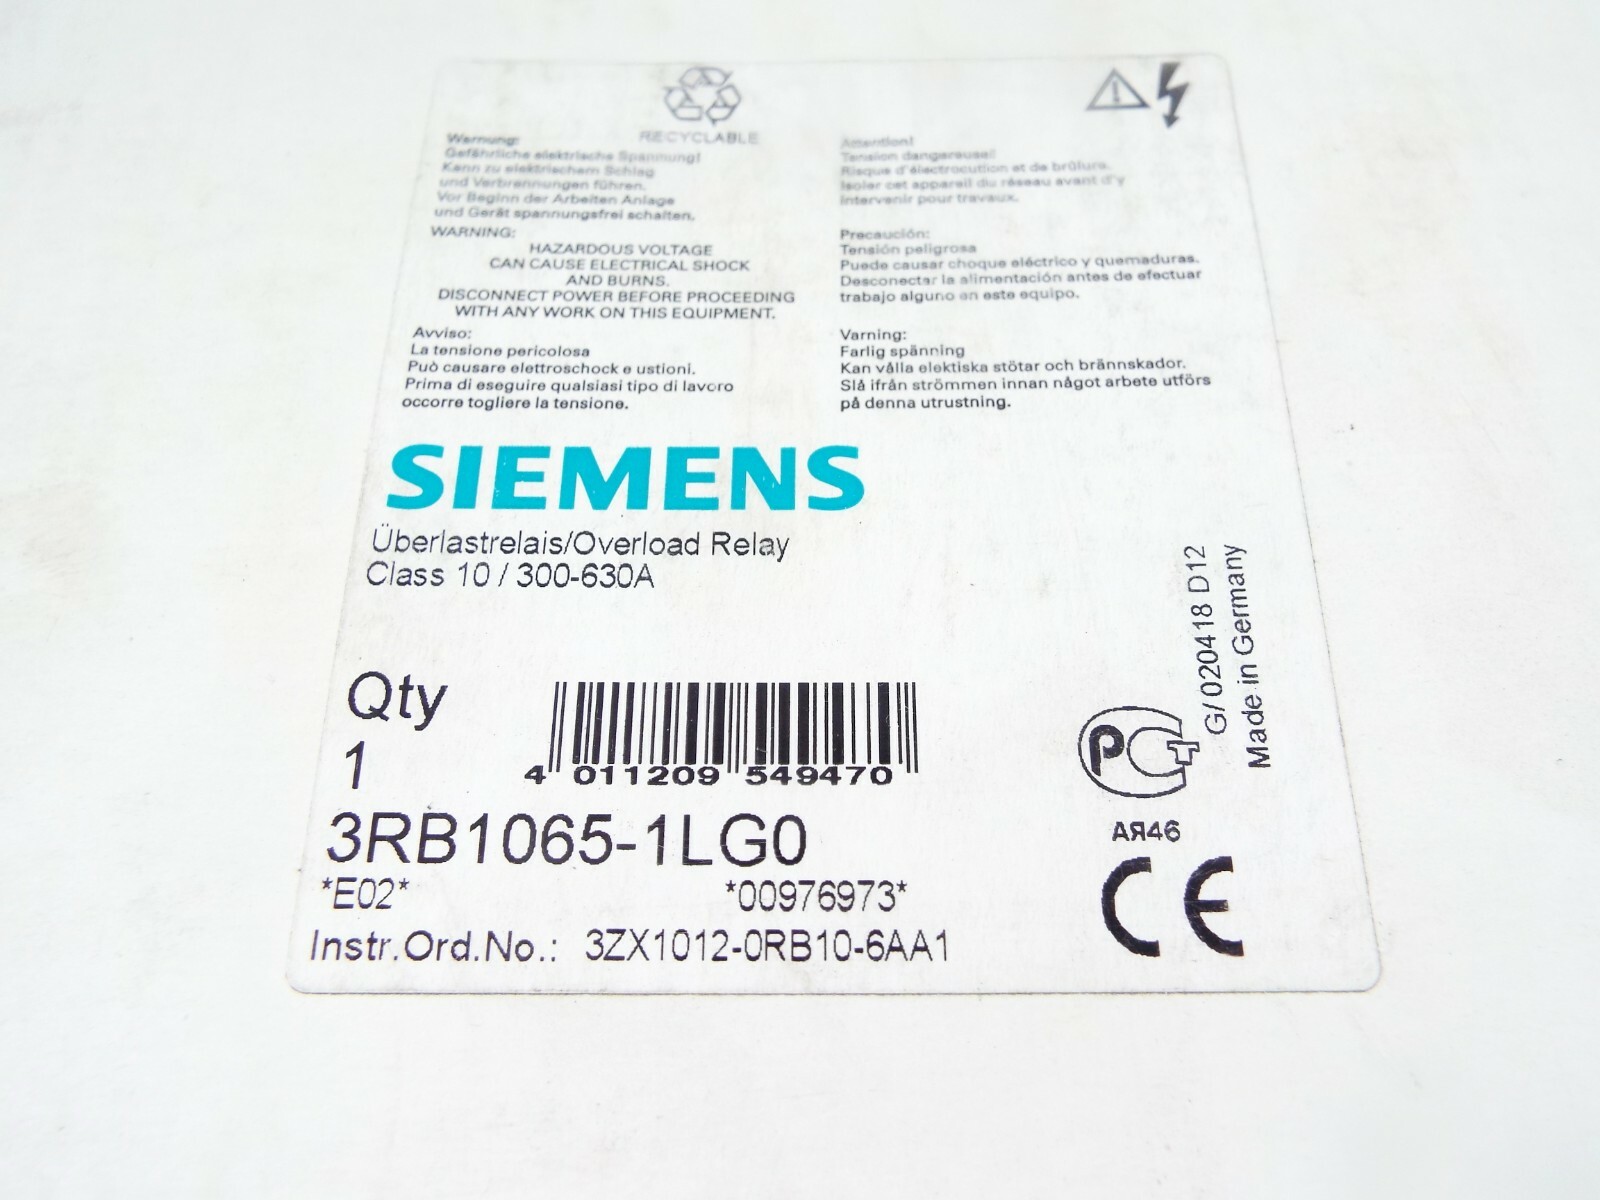 RECYCLABLE
Warnung:
Gefährliche elektrische Spannung!
Kann zu elektrischem Schlag
und Verbrennungen führen.
Vor Beginn der Arbeiten Anlage
und Gerät spannungsfrei schalten.
WARNING:
HAZARDOUS VOLTAGE
CAN CAUSE ELECTRICAL SHOCK
AND BURNS.
DISCONNECT POWER BEFORE PROCEEDING
WITH ANY WORK ON THIS EQUIPMENT.
Avviso:
La tensione pericolosa
Può causare elettroschock e ustioni.
Prima di eseguire qualsiasi tipo di lavoro
occorre togliere la tensione.
Attention!
Tension dangereuse!
Risque d'électrocution et de brûlure.
Isoler cet appareil du réseau avant d'y
intervenir pour travaux.
Precaución:
Tensión peligrosa
Puede causar choque eléctrico y quemaduras.
Desconectar la alimentación antes de efectuar
trabajo alguno en este equipo.
Varning:
Farlig spänning
Kan vålla elektiska stötar och brännskador.
Slå ifrån strömmen innan något arbete utförs
på denna utrustning.
SIEMENS
Überlastrelais/Overload Relay
Class 10 / 300-630A
G/ 020418 D12
Made in Germany
Qty
1
4 011209 549470
3RB1065-1LG0
*E02* *00976973*
Instr.Ord.No.: 3ZX1012-0RB10-6AA1
РСТ
АЯ46
CE